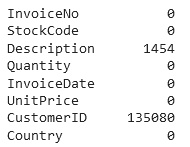 InvoiceNo 0
StockCode 0
Description 1454
Quantity 0
InvoiceDate 0
UnitPrice 0
CustomerID 135080
Country 0